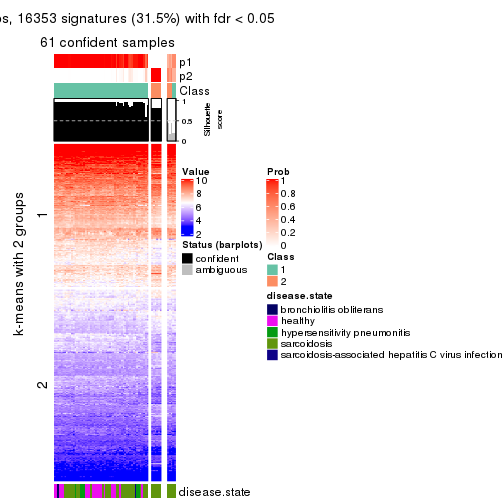 os, 16353 signatures (31.5%) with fdr < 0.05
61 confident samples
p1
p2
Class
1
0.5
0
Silhouette
score
k-means with 2 groups
1
2
Value
10
8
6
4
2
Status (barplots)
confident
ambiguous
Prob
1
0.8
0.6
0.4
0.2
0
Class
1
2
disease.state
bronchiolitis obliterans
healthy
hypersensitivity pneumonitis
sarcoidosis
sarcoidosis-associated hepatitis C virus infection
disease.state